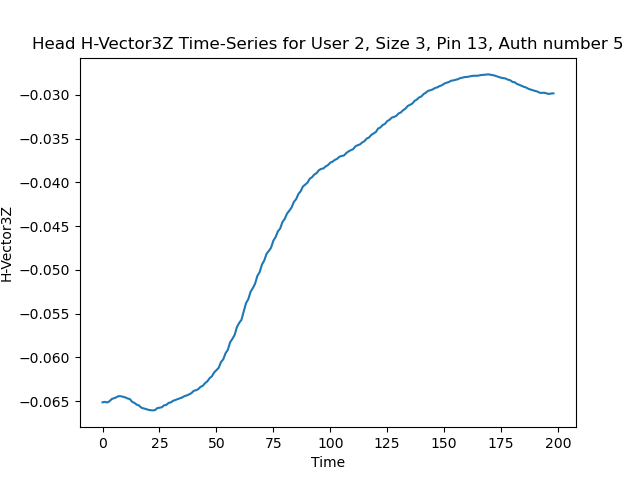 Head H-Vector3Z Time-Series for User 2, Size 3, Pin 13, Auth number 5
H-Vector3Z
−0.030
−0.035
−0.040
−0.045
−0.050
−0.055
−0.060
−0.065
0 25 50 75 100 125 150 175 200
Time